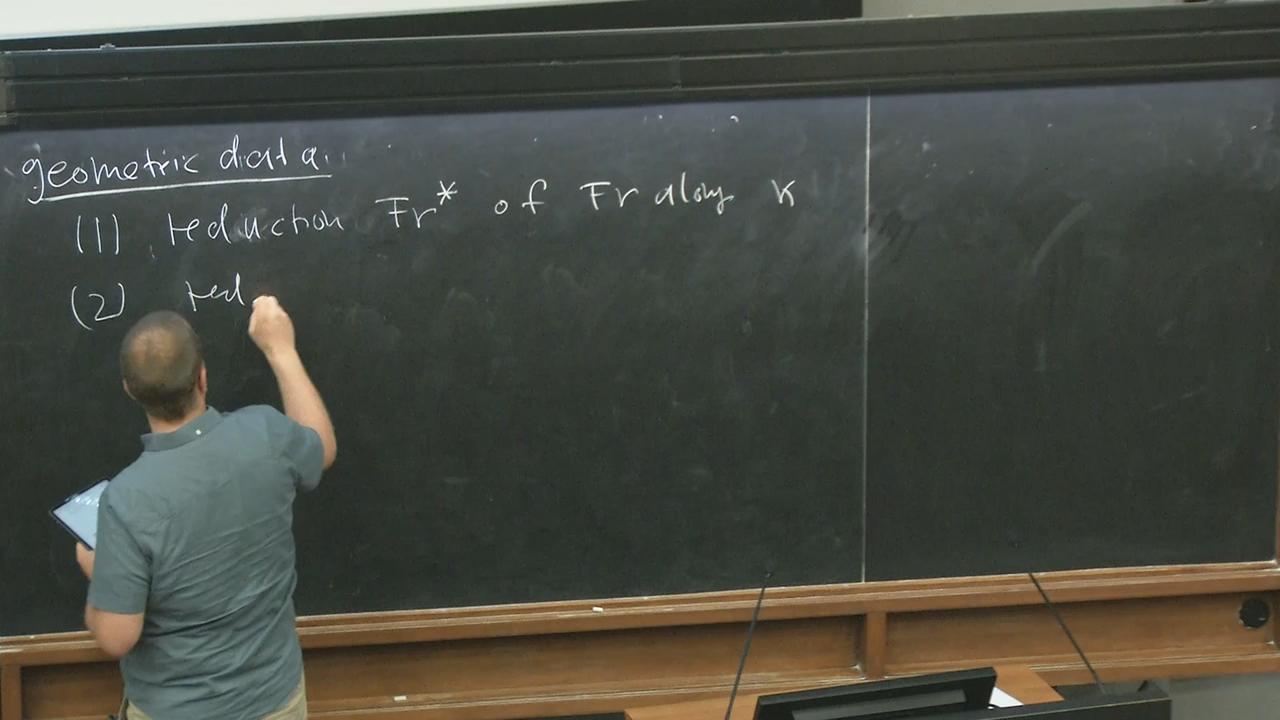 geometric data.
(1) reduction Fr* of Fr along K
(2) red